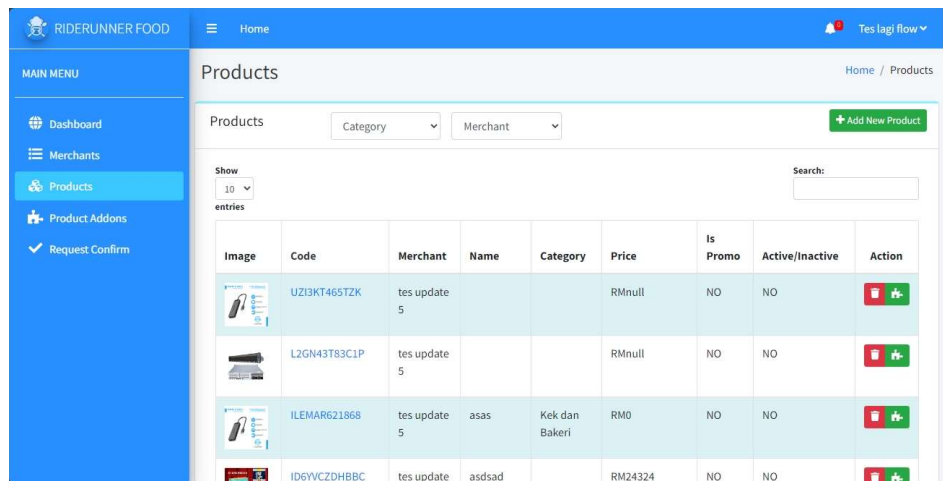 RIDERUNNER FOOD
Home
Tes lagi flow
MAIN MENU
Dashboard
Merchants
Products
Product Addons
Request Confirm
Products
Home / Products
Products
Category
Merchant
Add New Product
Show
10
entries
Search:
Image Code Merchant Name Category Price Is Promo Active/Inactive Action
UZI3KT465TZK tes update 5 RMnull NO NO
L2GN43T83C1P tes update 5 RMnull NO NO
ILEMAR621868 tes update 5 asas Kek dan Bakeri RM0 NO NO
ID6YVCZDHBBC tes update asdsad RM24324 NO NO